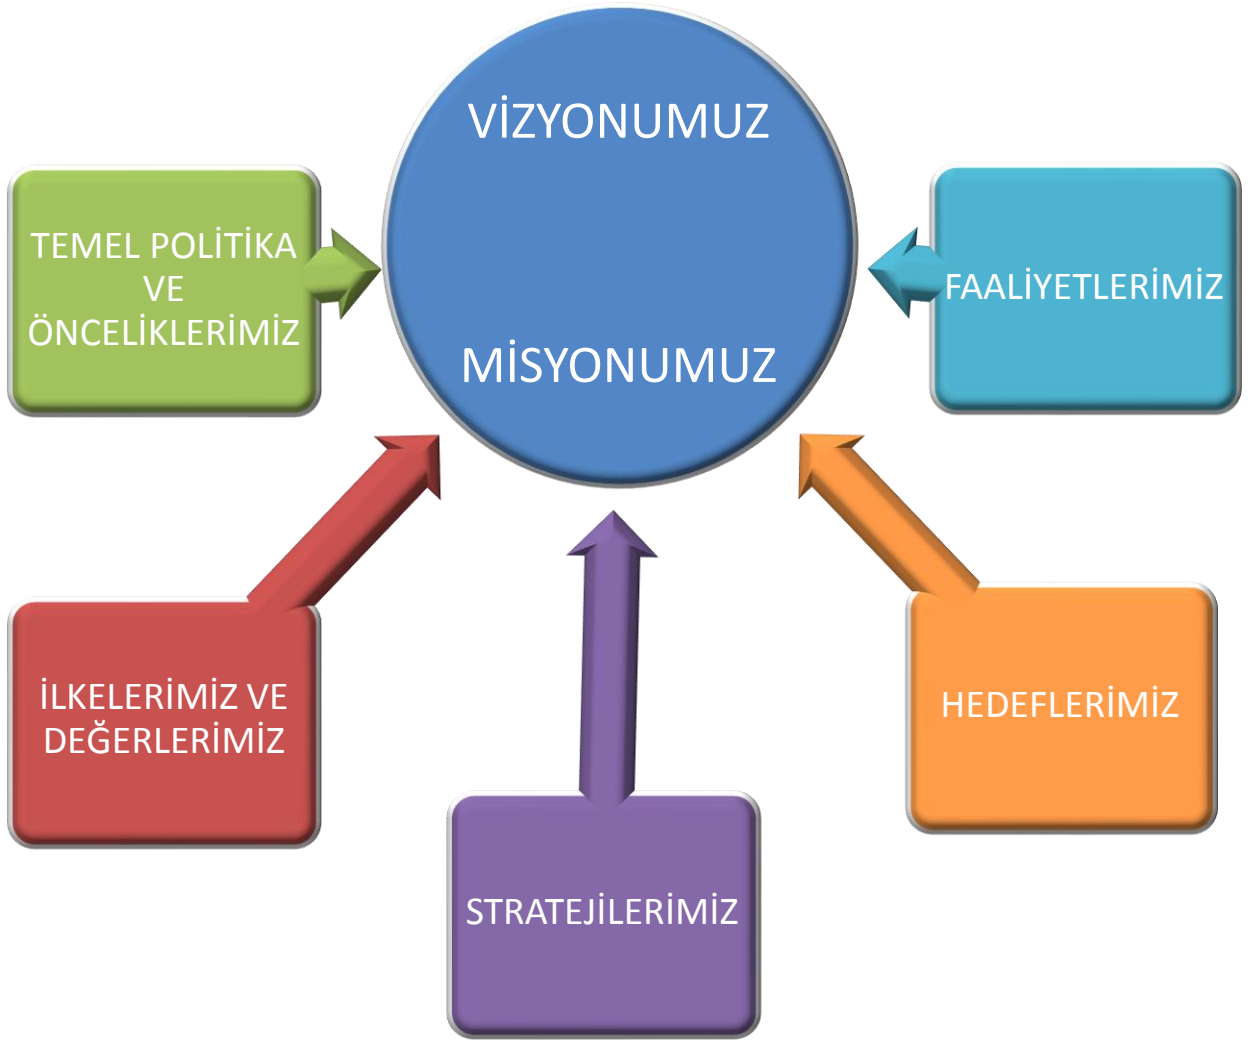 VİZYONUMUZ
MİSYONUMUZ
TEMEL POLİTİKA
VE
ÖNCELİKLERİMİZ
FAALİYETLERİMİZ
İLKELERİMİZ VE
DEĞERLERİMİZ
HEDEFLERİMİZ
STRATEJİLERİMİZ